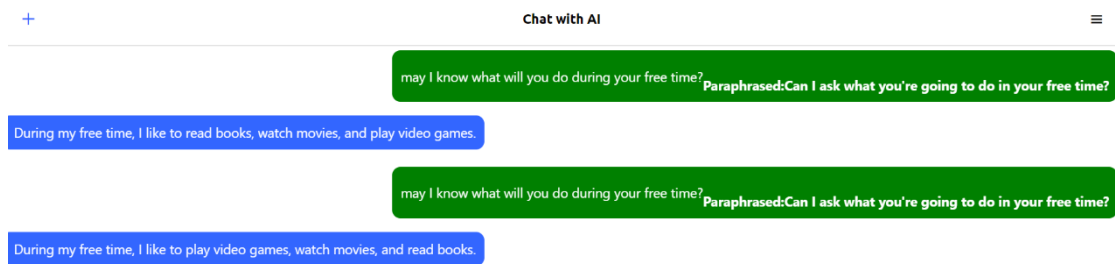 + Chat with AI ≡
may I know what will you do during your free time?Paraphrased:Can I ask what you're going to do in your free time?
During my free time, I like to read books, watch movies, and play video games.
may I know what will you do during your free time?Paraphrased:Can I ask what you're going to do in your free time?
During my free time, I like to play video games, watch movies, and read books.